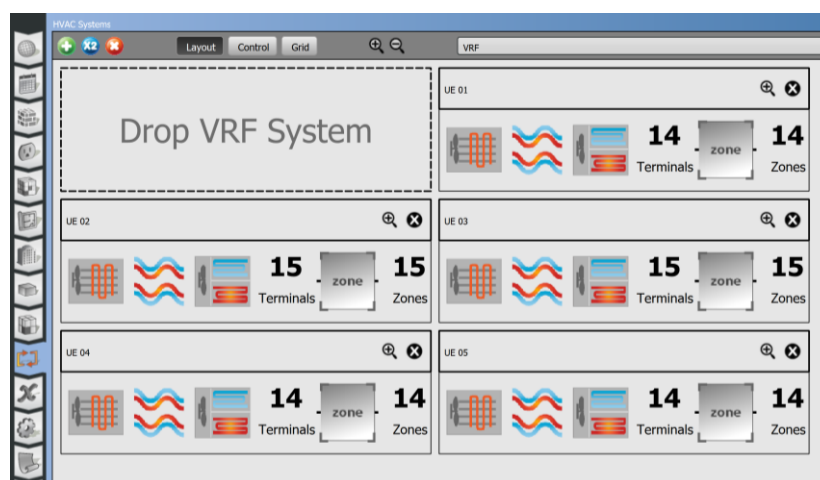 HVAC Systems
X2 Layout Control Grid VRF
Drop VRF System
UE 01
14 Terminals zone 14 Zones
UE 02
15 Terminals zone 15 Zones
UE 03
15 Terminals zone 15 Zones
UE 04
14 Terminals zone 14 Zones
UE 05
14 Terminals zone 14 Zones